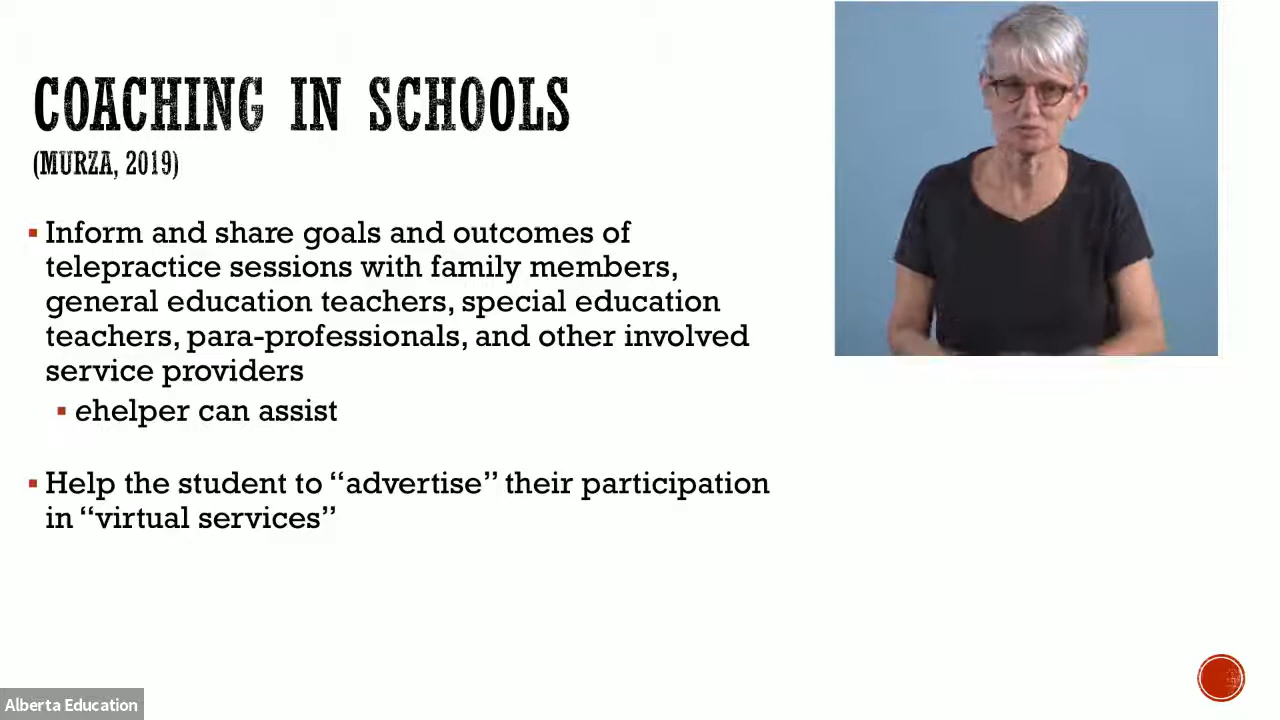 COACHING IN SCHOOLS
(MURZA, 2019)
Inform and share goals and outcomes of
telepractice sessions with family members,
general education teachers, special education
teachers, para-professionals, and other involved
service providers
ehelper can assist
Help the student to “advertise” their participation
in “virtual services”
Alberta Education